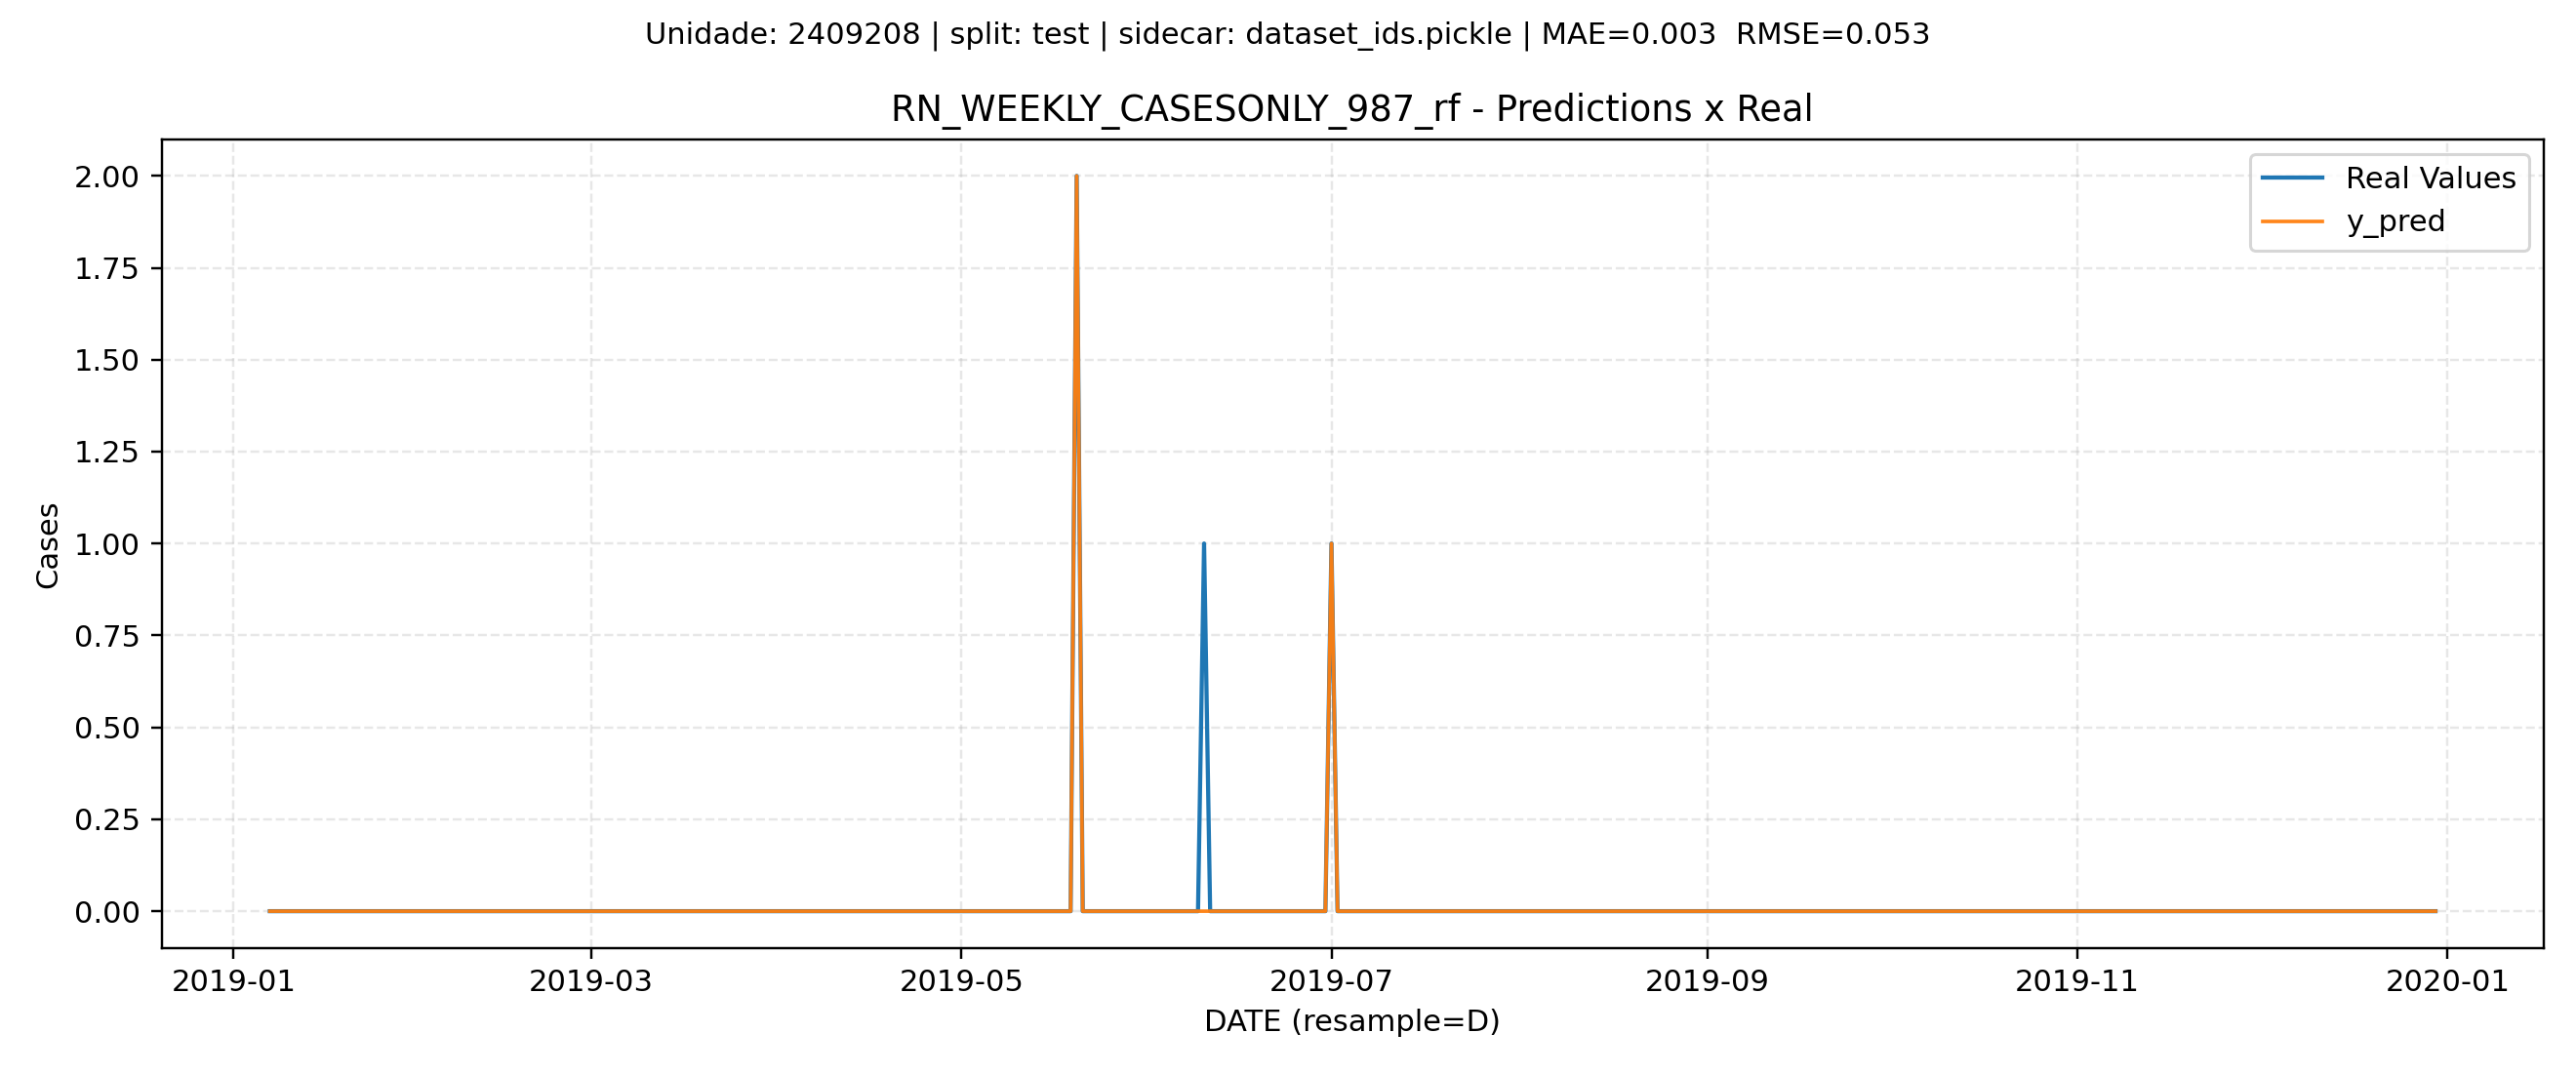 Unidade: 2409208 | split: test | sidecar: dataset_ids.pickle | MAE=0.003  RMSE=0.053
RN_WEEKLY_CASESONLY_987_rf - Predictions x Real
Real Values
y_pred
2.00
1.75
1.50
1.25
1.00
0.75
0.50
0.25
0.00
Cases
2019-01 2019-03 2019-05 2019-07 2019-09 2019-11 2020-01
DATE (resample=D)